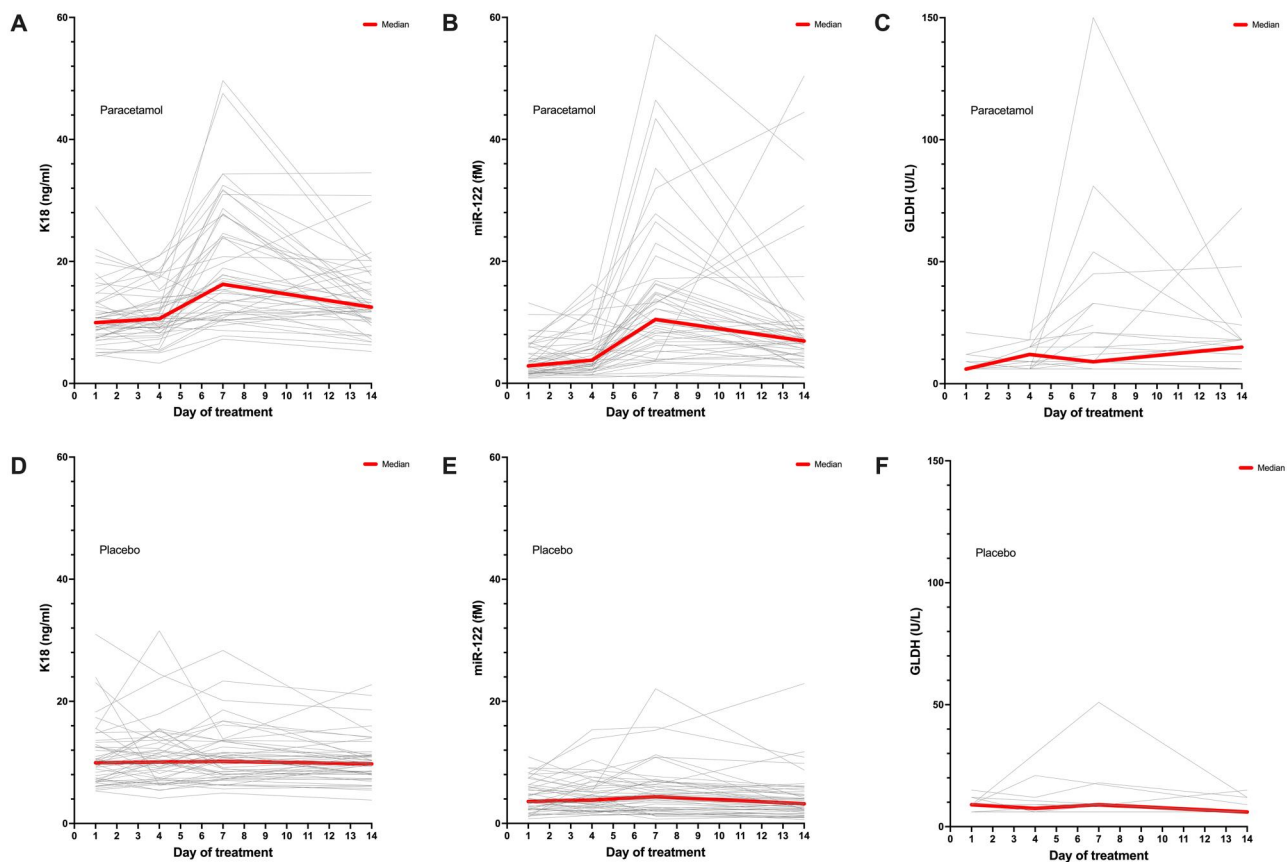 A
Median
Paracetamol
K18 (ng/ml)
60
40
20
0
0 1 2 3 4 5 6 7 8 9 10 11 12 13 14
Day of treatment
B
Median
Paracetamol
miR-122 (fM)
60
40
20
0
0 1 2 3 4 5 6 7 8 9 10 11 12 13 14
Day of treatment
C
Median
Paracetamol
GLDH (U/L)
150
100
50
0
0 1 2 3 4 5 6 7 8 9 10 11 12 13 14
Day of treatment
D
Median
Placebo
K18 (ng/ml)
60
40
20
0
0 1 2 3 4 5 6 7 8 9 10 11 12 13 14
Day of treatment
E
Median
Placebo
miR-122 (fM)
60
40
20
0
0 1 2 3 4 5 6 7 8 9 10 11 12 13 14
Day of treatment
F
Median
Placebo
GLDH (U/L)
150
100
50
0
0 1 2 3 4 5 6 7 8 9 10 11 12 13 14
Day of treatment